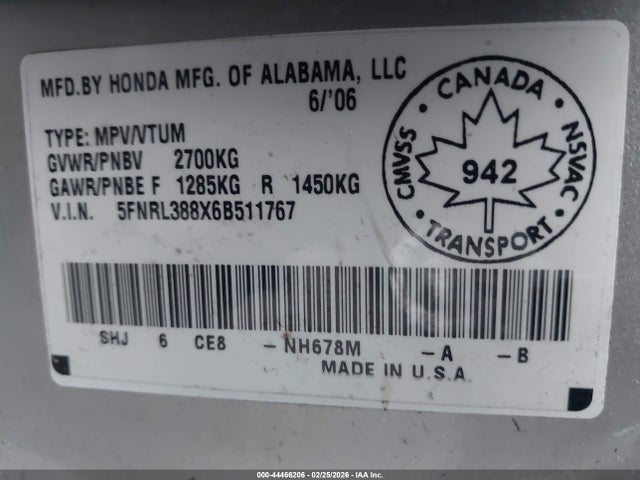 MFD.BY HONDA MFG. OF ALABAMA, LLC
6/'06
TYPE: MPV/VTUM
GVWR/PNBV 2700KG
GAWR/PNBE F 1285KG R 1450KG
V.I.N. 5FNRL388X6B511767
CANADA
CMVSS
NSVAC
942
TRANSPORT
SHJ 6 CE8 -NH678M -A -B
MADE IN U.S.A.
000-44466206 - 02/25/2026 - IAA Inc.